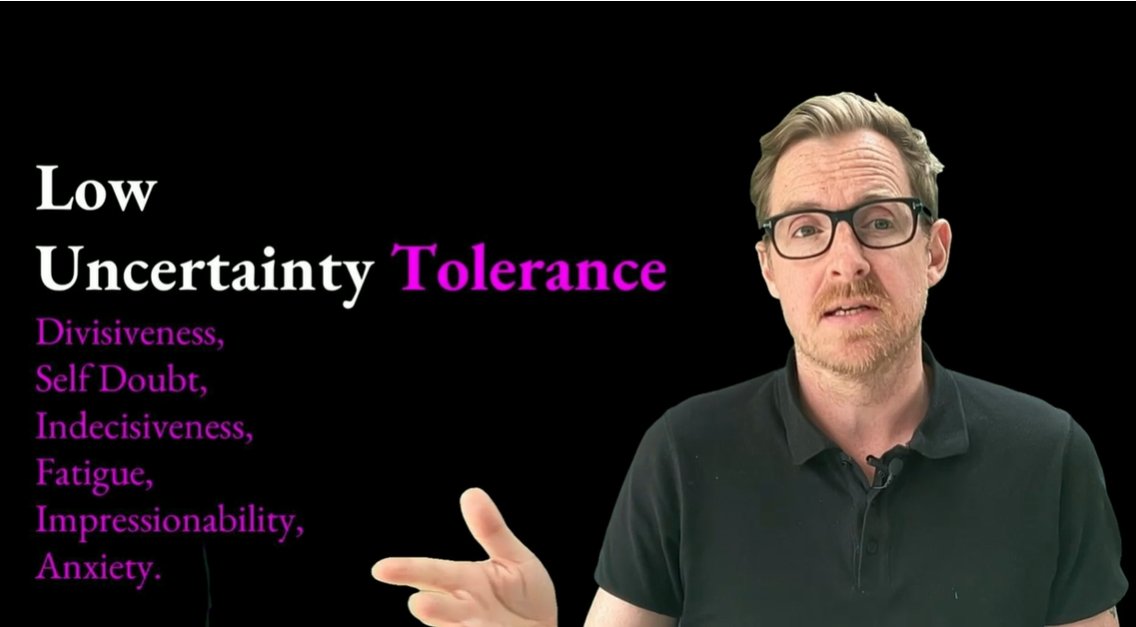 Low
Uncertainty Tolerance
Divisiveness,
Self Doubt,
Indecisiveness,
Fatigue,
Impressionability,
Anxiety.